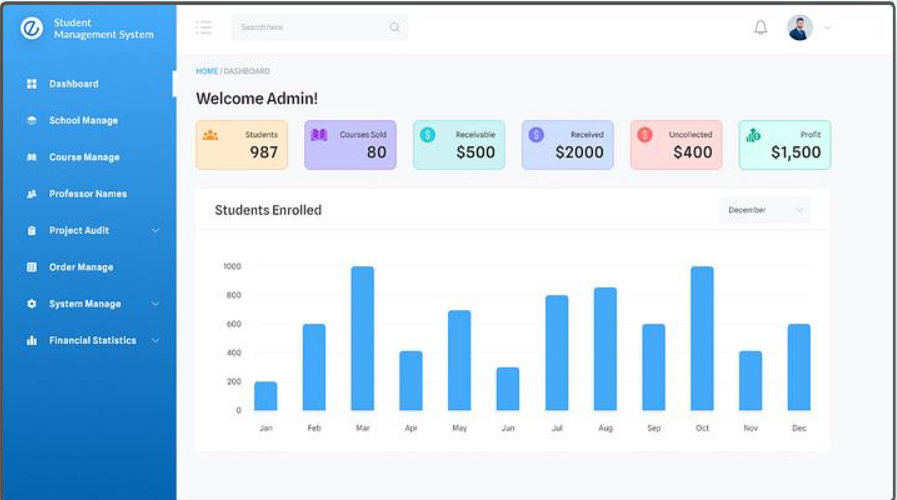 Student
Management System
Search here
Dashboard
School Manage
Course Manage
Professor Names
Project Audit
Order Manage
System Manage
Financial Statistics
HOME / DASHBOARD
Welcome Admin!
Students
987
Courses Sold
80
Receivable
$500
Received
$2000
Uncollected
$400
Profit
$1,500
Students Enrolled
December
1000
800
600
400
200
0
Jan Feb Mar Apr May Jun Jul Aug Sep Oct Nov Dec